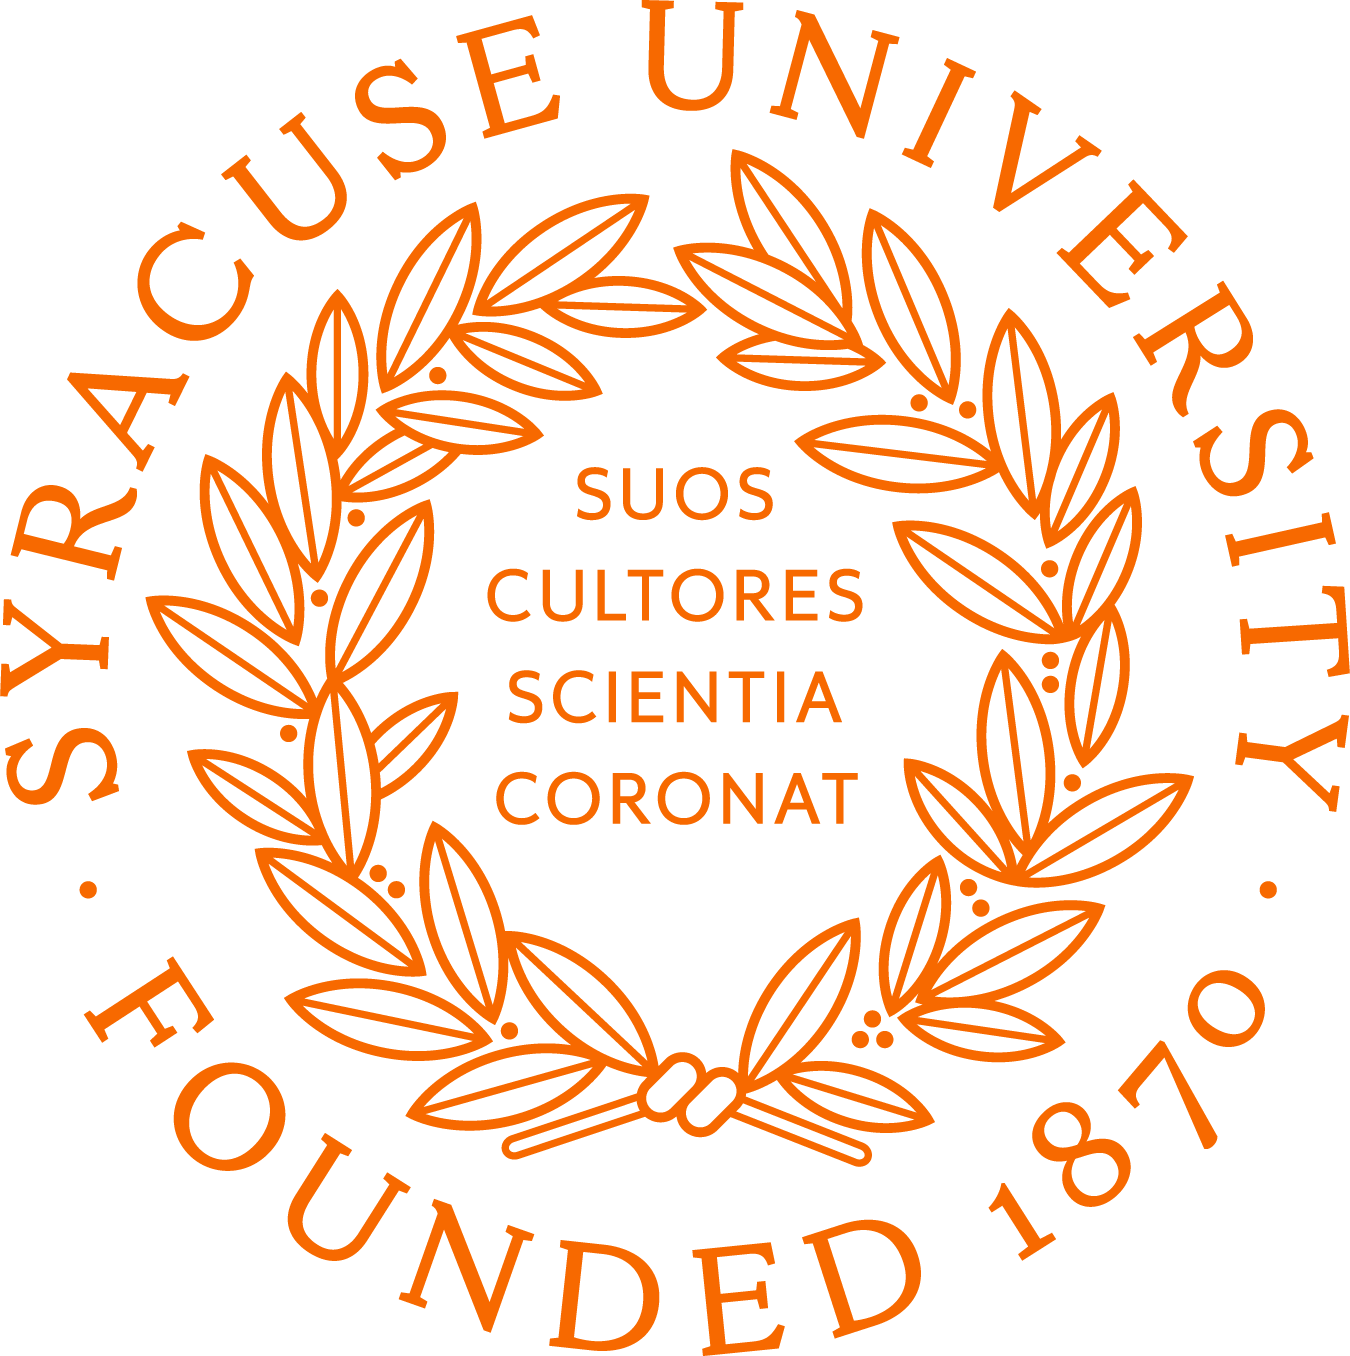 SYRACUSE UNIVERSITY
SUOS
CULTORES
SCIENTIA
CORONAT
· FOUNDED 1870 ·